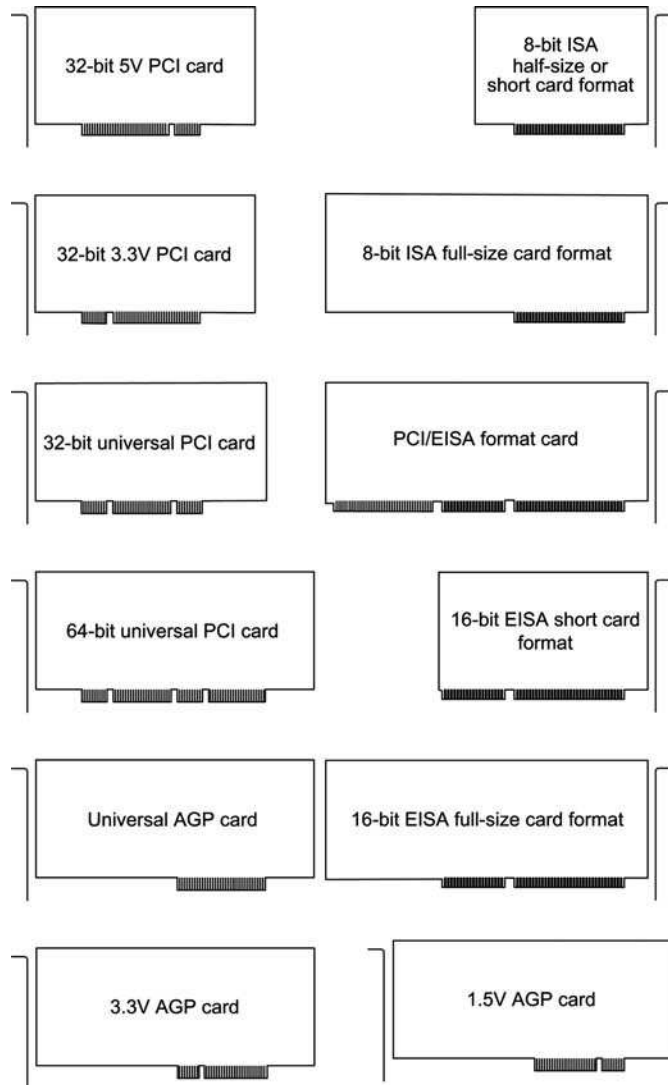 32-bit 5V PCI card
8-bit ISA
half-size or
short card format
32-bit 3.3V PCI card
8-bit ISA full-size card format
32-bit universal PCI card
PCI/EISA format card
64-bit universal PCI card
16-bit EISA short card
format
Universal AGP card
16-bit EISA full-size card format
3.3V AGP card
1.5V AGP card